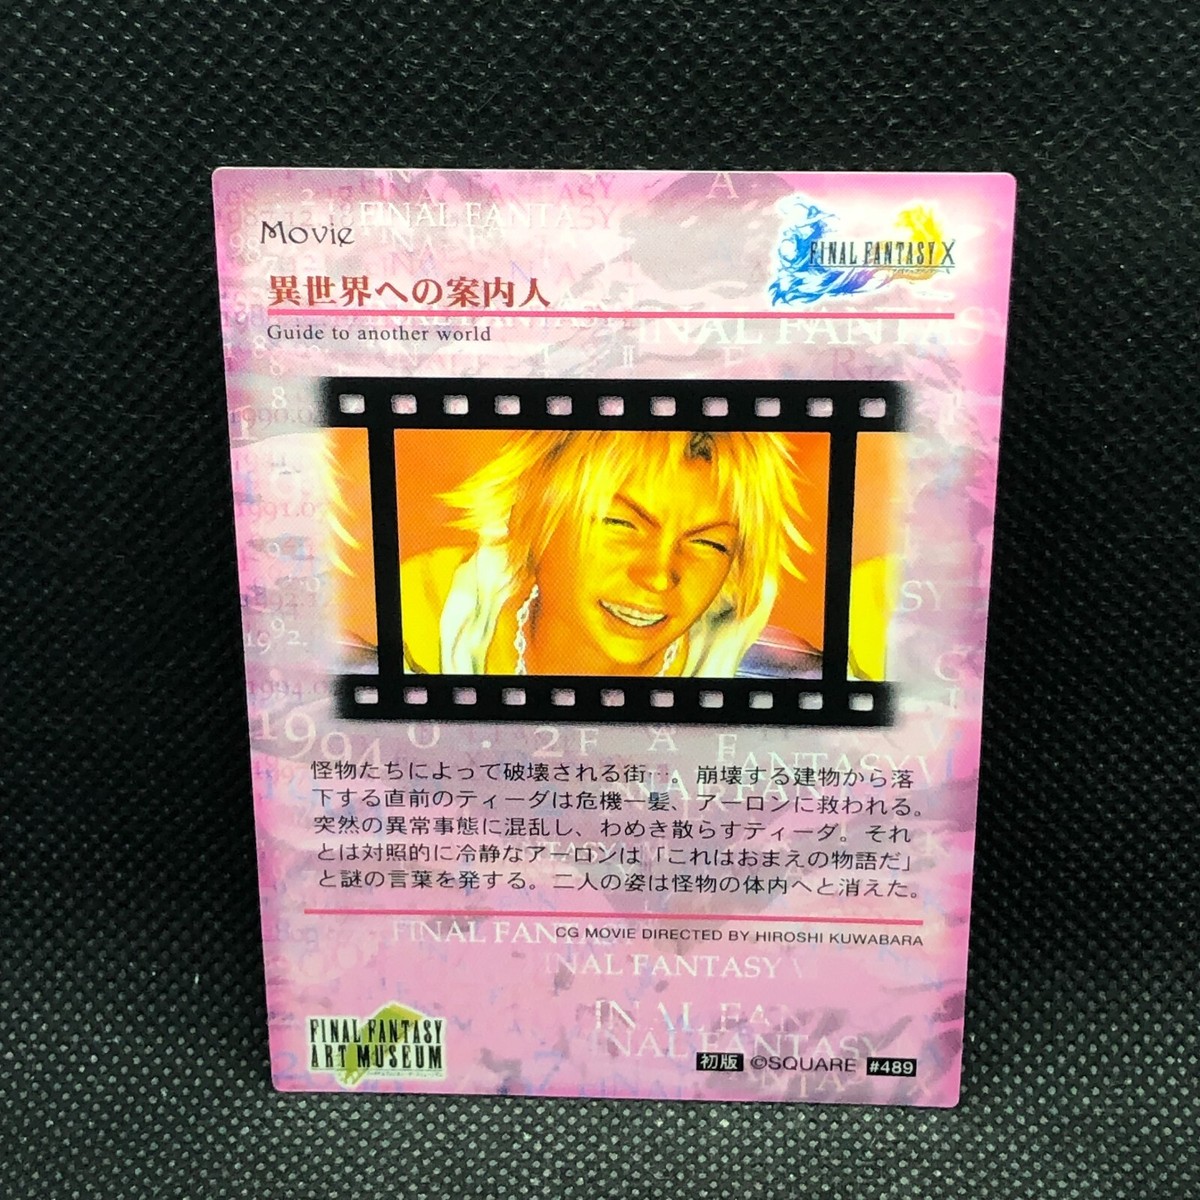 Movie
FINAL FANTASY X
異世界への案内人
Guide to another world
怪物たちによって破壊される街…。崩壊する建物から落
下する直前のティーダは危機一髪、アーロンに救われる。
突然の異常事態に混乱し、わめき散らすティーダ。それ
とは対照的に冷静なアーロンは「これはおまえの物語だ」
と謎の言葉を発する。二人の姿は怪物の体内へと消えた。
CG MOVIE DIRECTED BY HIROSHI KUWABARA
FINAL FANTASY
ART MUSEUM
初版 ©SQUARE #489